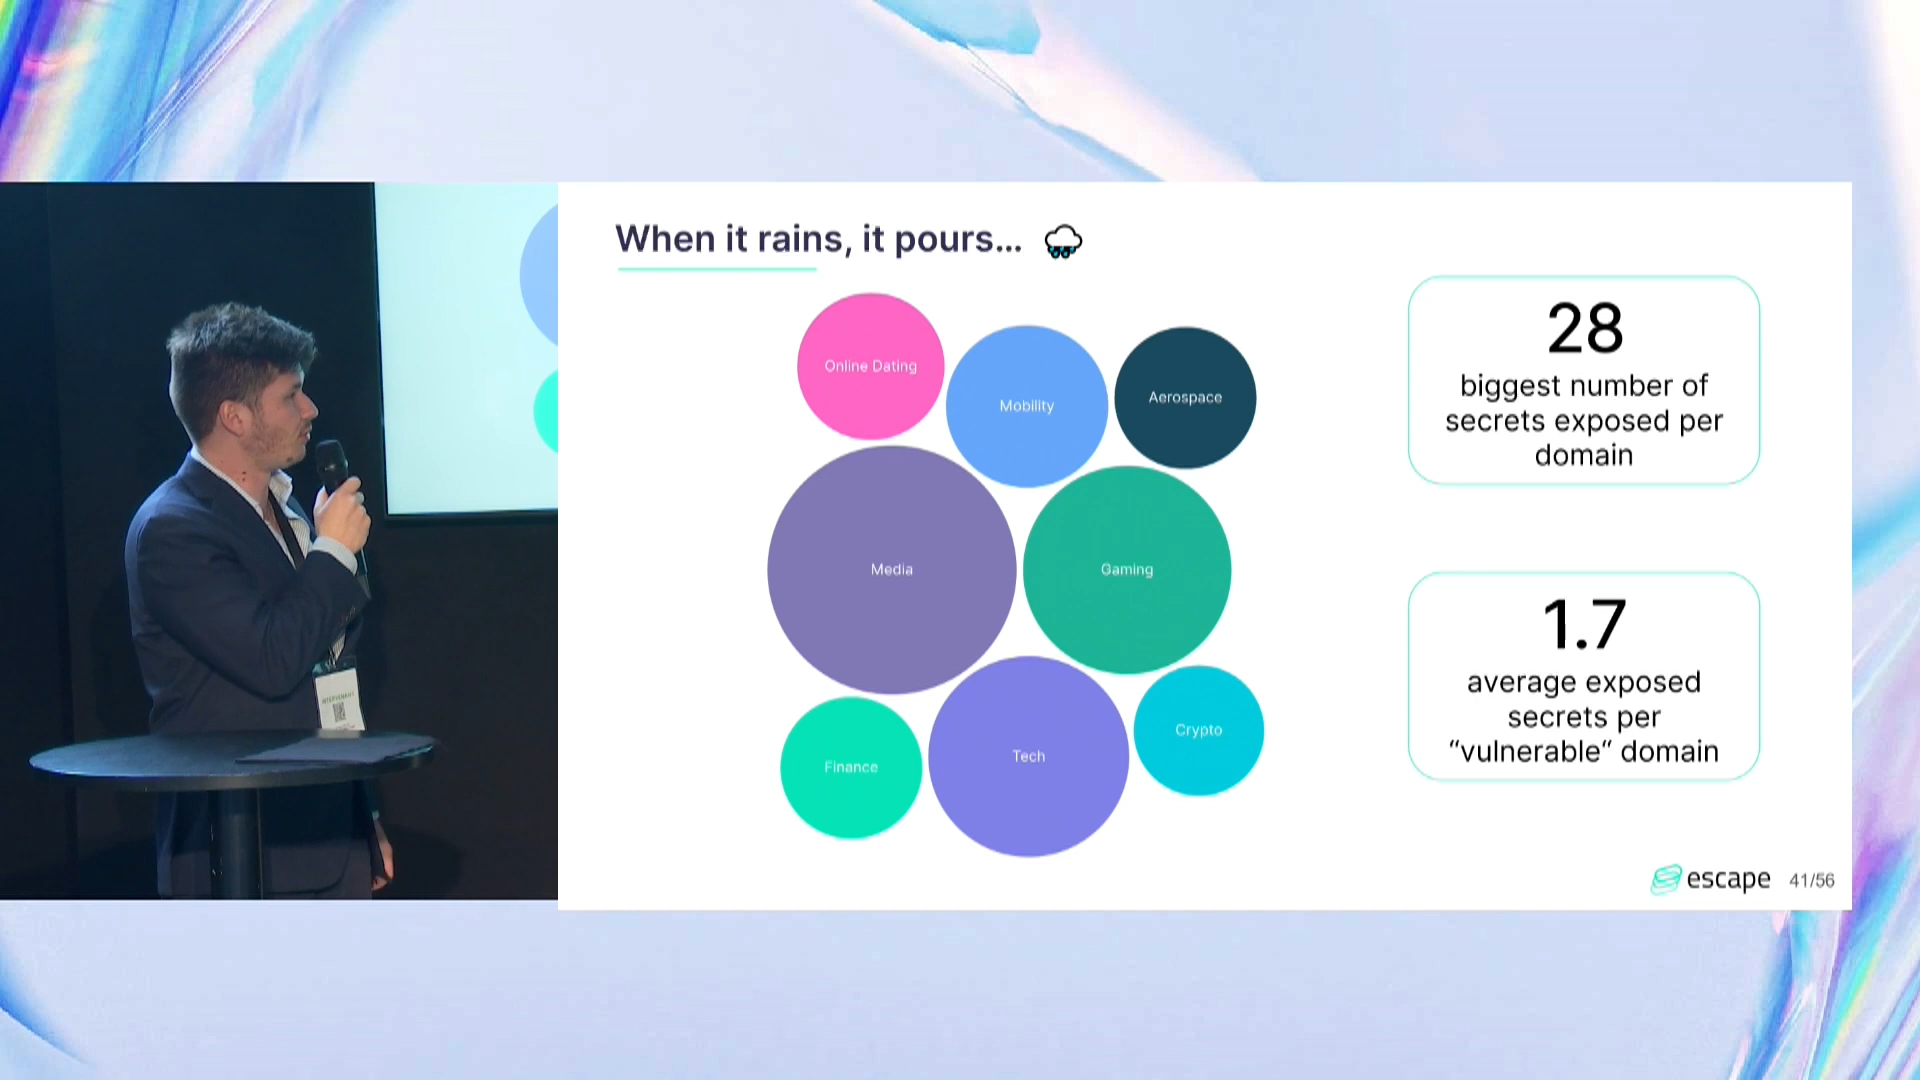 When it rains, it pours...
Online Dating
Mobility
Aerospace
Media
Gaming
Finance
Tech
Crypto
28
biggest number of
secrets exposed per
domain
1.7
average exposed
secrets per
“vulnerable“ domain
escape 41/56
INTERVENANT